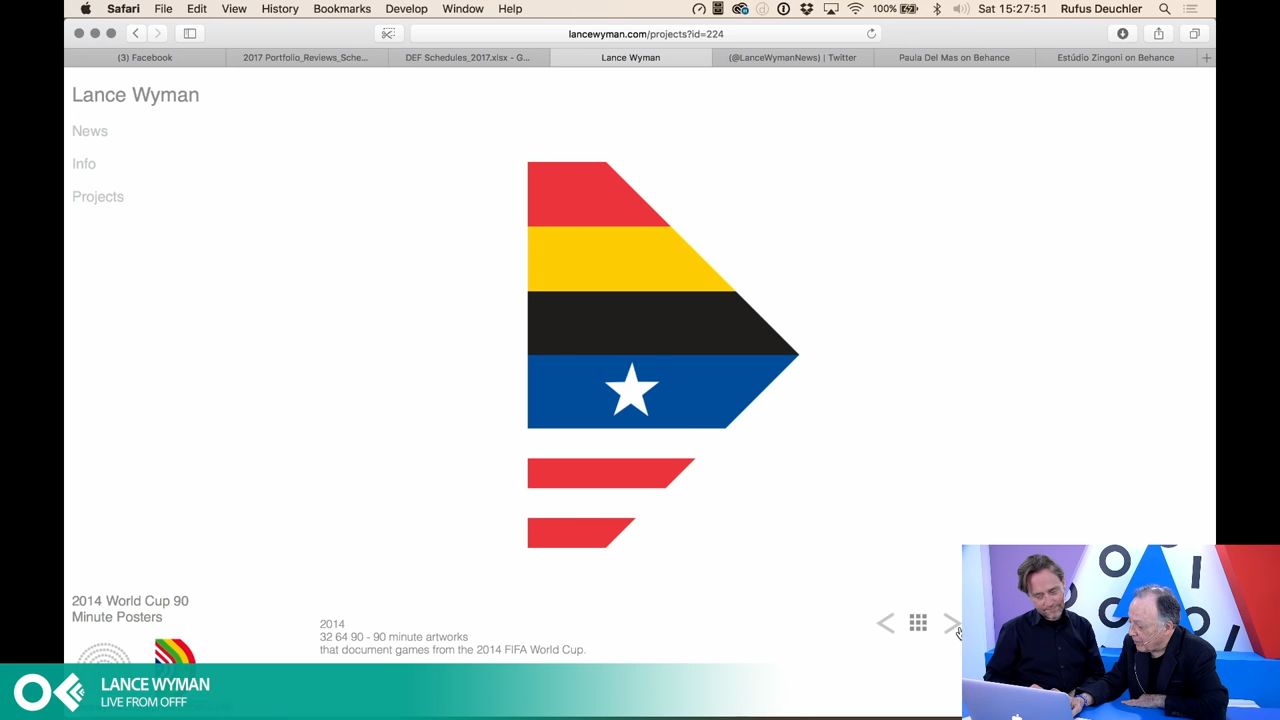 Safari File Edit View History Bookmarks Develop Window Help 100% Sat 15:27:51 Rufus Deuchler
lancewyman.com/projects?id=224
(3) Facebook
2017 Portfolio_Reviews_Sche...
DEF Schedules_2017.xlsx - G...
Lance Wyman
(@LanceWymanNews) | Twitter
Paula Del Mas on Behance
Estúdio Zingoni on Behance
Lance Wyman
News
Info
Projects
2014 World Cup 90
Minute Posters
2014
32 64 90 - 90 minute artworks
that document games from the 2014 FIFA World Cup.
LANCE WYMAN
LIVE FROM OFFF